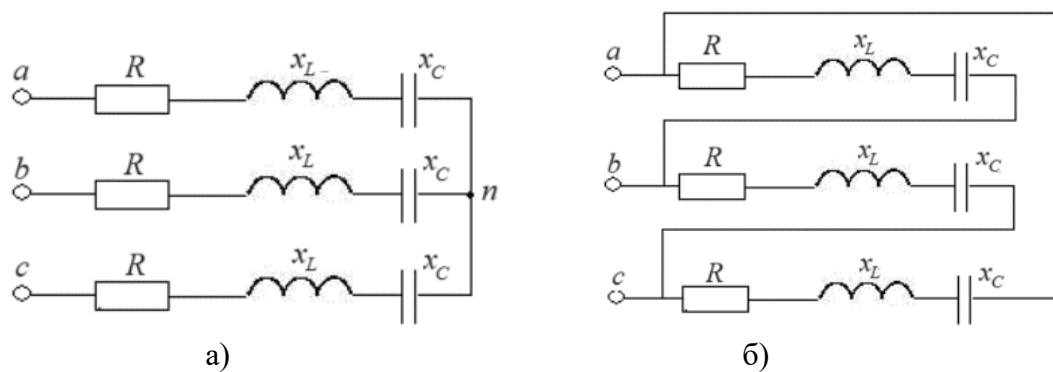 a R x_L x_C
b R x_L x_C n
c R x_L x_C
а)
a R x_L x_C
b R x_L x_C
c R x_L x_C
б)